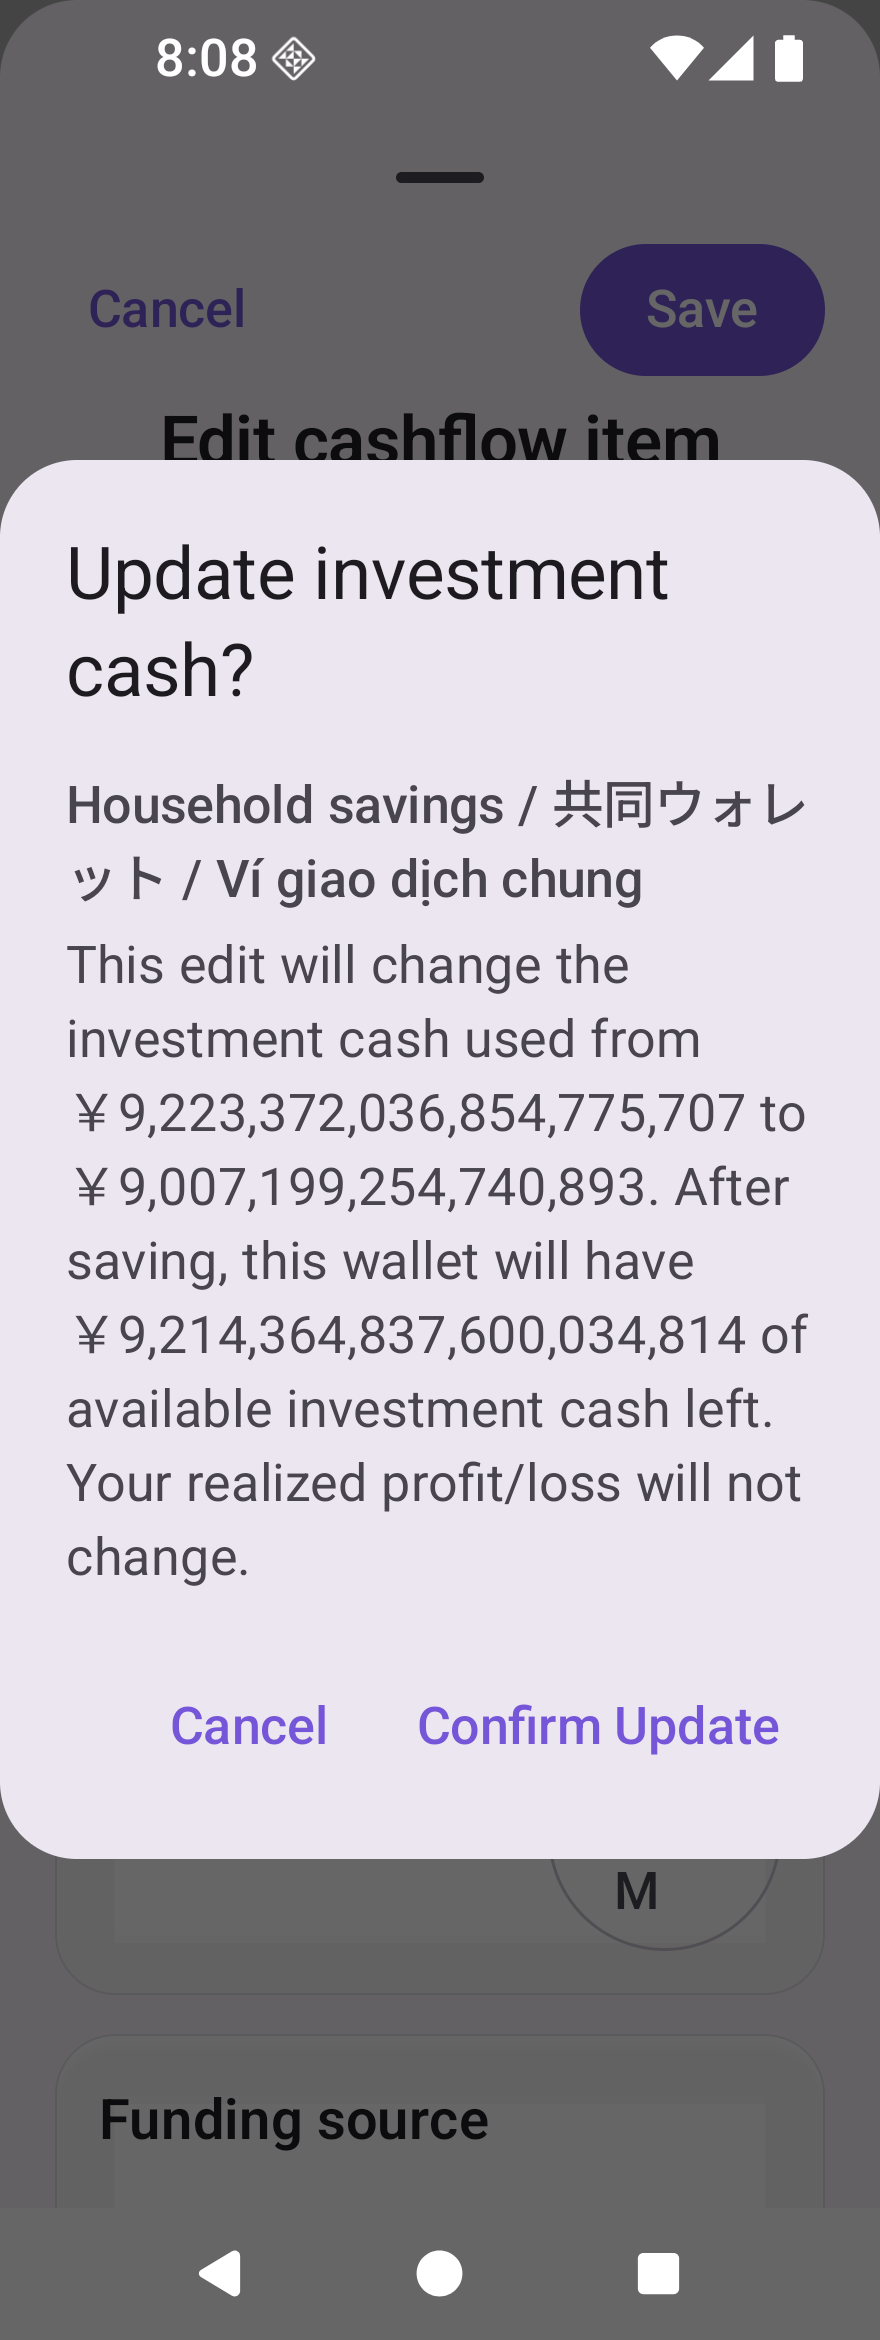 8:08
Cancel
Save
Edit cashflow item
Update investment
cash?
Household savings / 共同ウォレ
ット / Ví giao dịch chung
This edit will change the
investment cash used from
￥9,223,372,036,854,775,707 to
￥9,007,199,254,740,893. After
saving, this wallet will have
￥9,214,364,837,600,034,814 of
available investment cash left.
Your realized profit/loss will not
change.
Cancel
Confirm Update
M
Funding source